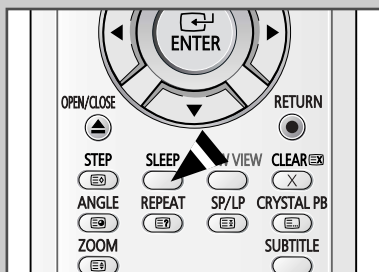 ENTER
OPEN/CLOSE RETURN
STEP SLEEP VIEW CLEAR
X
ANGLE REPEAT SP/LP CRYSTAL PB
ZOOM SUBTITLE